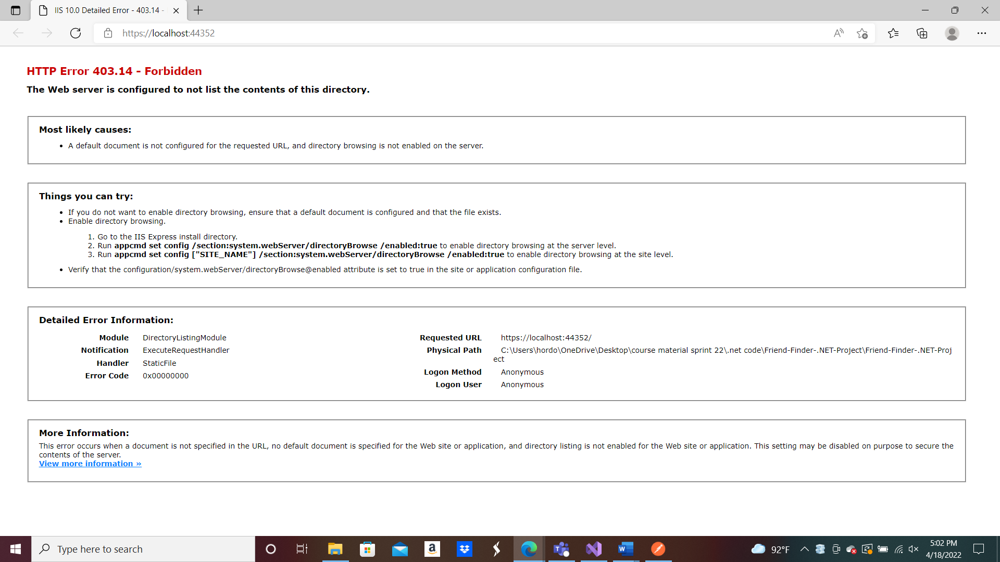 IIS 10.0 Detailed Error - 403.14 -
https://localhost:44352
HTTP Error 403.14 - Forbidden
The Web server is configured to not list the contents of this directory.
Most likely causes:
• A default document is not configured for the requested URL, and directory browsing is not enabled on the server.
Things you can try:
• If you do not want to enable directory browsing, ensure that a default document is configured and that the file exists.
• Enable directory browsing.
1. Go to the IIS Express install directory.
2. Run appcmd set config /section:system.webServer/directoryBrowse /enabled:true to enable directory browsing at the server level.
3. Run appcmd set config ["SITE_NAME"] /section:system.webServer/directoryBrowse /enabled:true to enable directory browsing at the site level.
• Verify that the configuration/system.webServer/directoryBrowse@enabled attribute is set to true in the site or application configuration file.
Detailed Error Information:
Module DirectoryListingModule
Notification ExecuteRequestHandler
Handler StaticFile
Error Code 0x00000000
Requested URL https://localhost:44352/
Physical Path C:\Users\hordo\OneDrive\Desktop\course material sprint 22\.net code\Friend-Finder-.NET-Project\Friend-Finder-.NET-Proj
ect
Logon Method Anonymous
Logon User Anonymous
More Information:
This error occurs when a document is not specified in the URL, no default document is specified for the Web site or application, and directory listing is not enabled for the Web site or application. This setting may be disabled on purpose to secure the
contents of the server.
View more information »
Type here to search
92°F
5:02 PM
4/18/2022